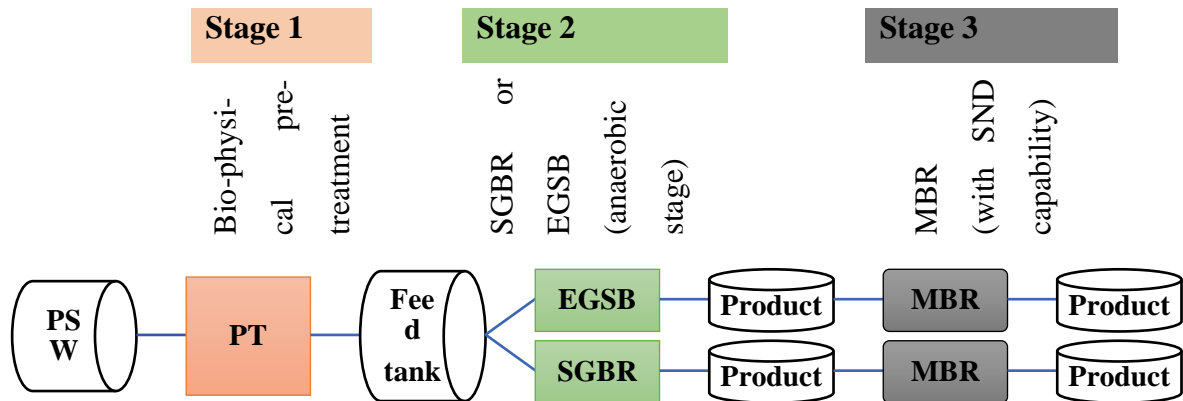 Stage 1
Stage 2
Stage 3
Bio-physi-
cal pre-
treatment
SGBR or
EGSB
(anaerobic
stage)
MBR
(with SND
capability)
PS
W
PT
Fee
d
tank
EGSB
Product
MBR
Product
SGBR
Product
MBR
Product